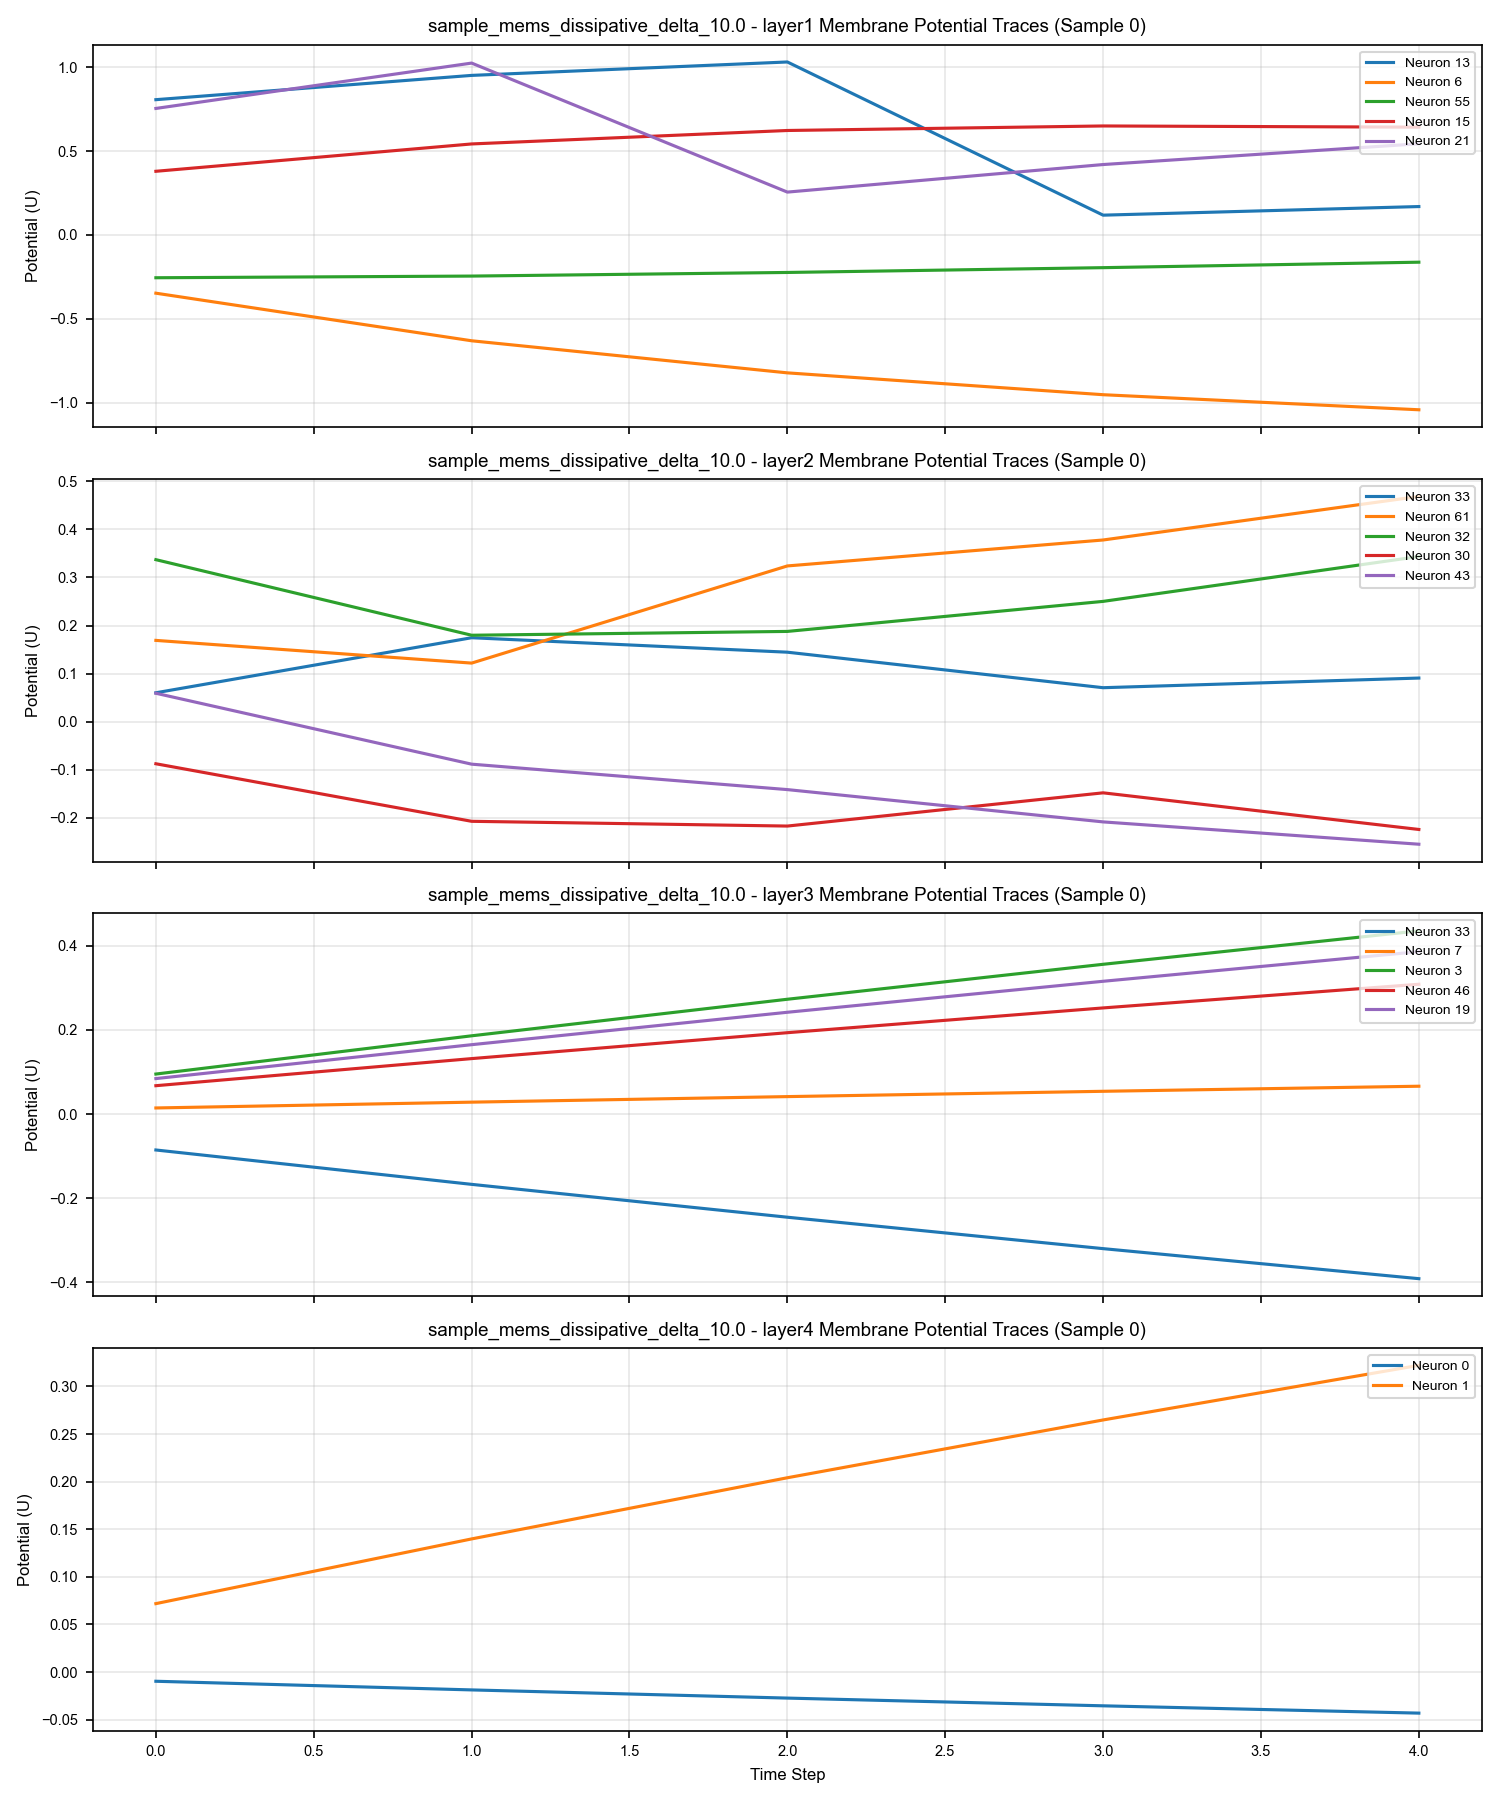 sample_mems_dissipative_delta_10.0 - layer1 Membrane Potential Traces (Sample 0)
Potential (U)
1.0
0.5
0.0
−0.5
−1.0
Neuron 13
Neuron 6
Neuron 55
Neuron 15
Neuron 21
sample_mems_dissipative_delta_10.0 - layer2 Membrane Potential Traces (Sample 0)
Potential (U)
0.5
0.4
0.3
0.2
0.1
0.0
−0.1
−0.2
Neuron 33
Neuron 61
Neuron 32
Neuron 30
Neuron 43
sample_mems_dissipative_delta_10.0 - layer3 Membrane Potential Traces (Sample 0)
Potential (U)
0.4
0.2
0.0
−0.2
−0.4
Neuron 33
Neuron 7
Neuron 3
Neuron 46
Neuron 19
sample_mems_dissipative_delta_10.0 - layer4 Membrane Potential Traces (Sample 0)
Potential (U)
0.30
0.25
0.20
0.15
0.10
0.05
0.00
−0.05
Neuron 0
Neuron 1
0.0 0.5 1.0 1.5 2.0 2.5 3.0 3.5 4.0
Time Step